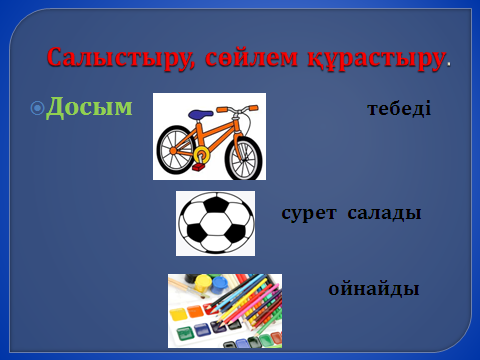 Салыстыру, сөйлем құрастыру.
Досым
тебеді
сурет салады
ойнайды